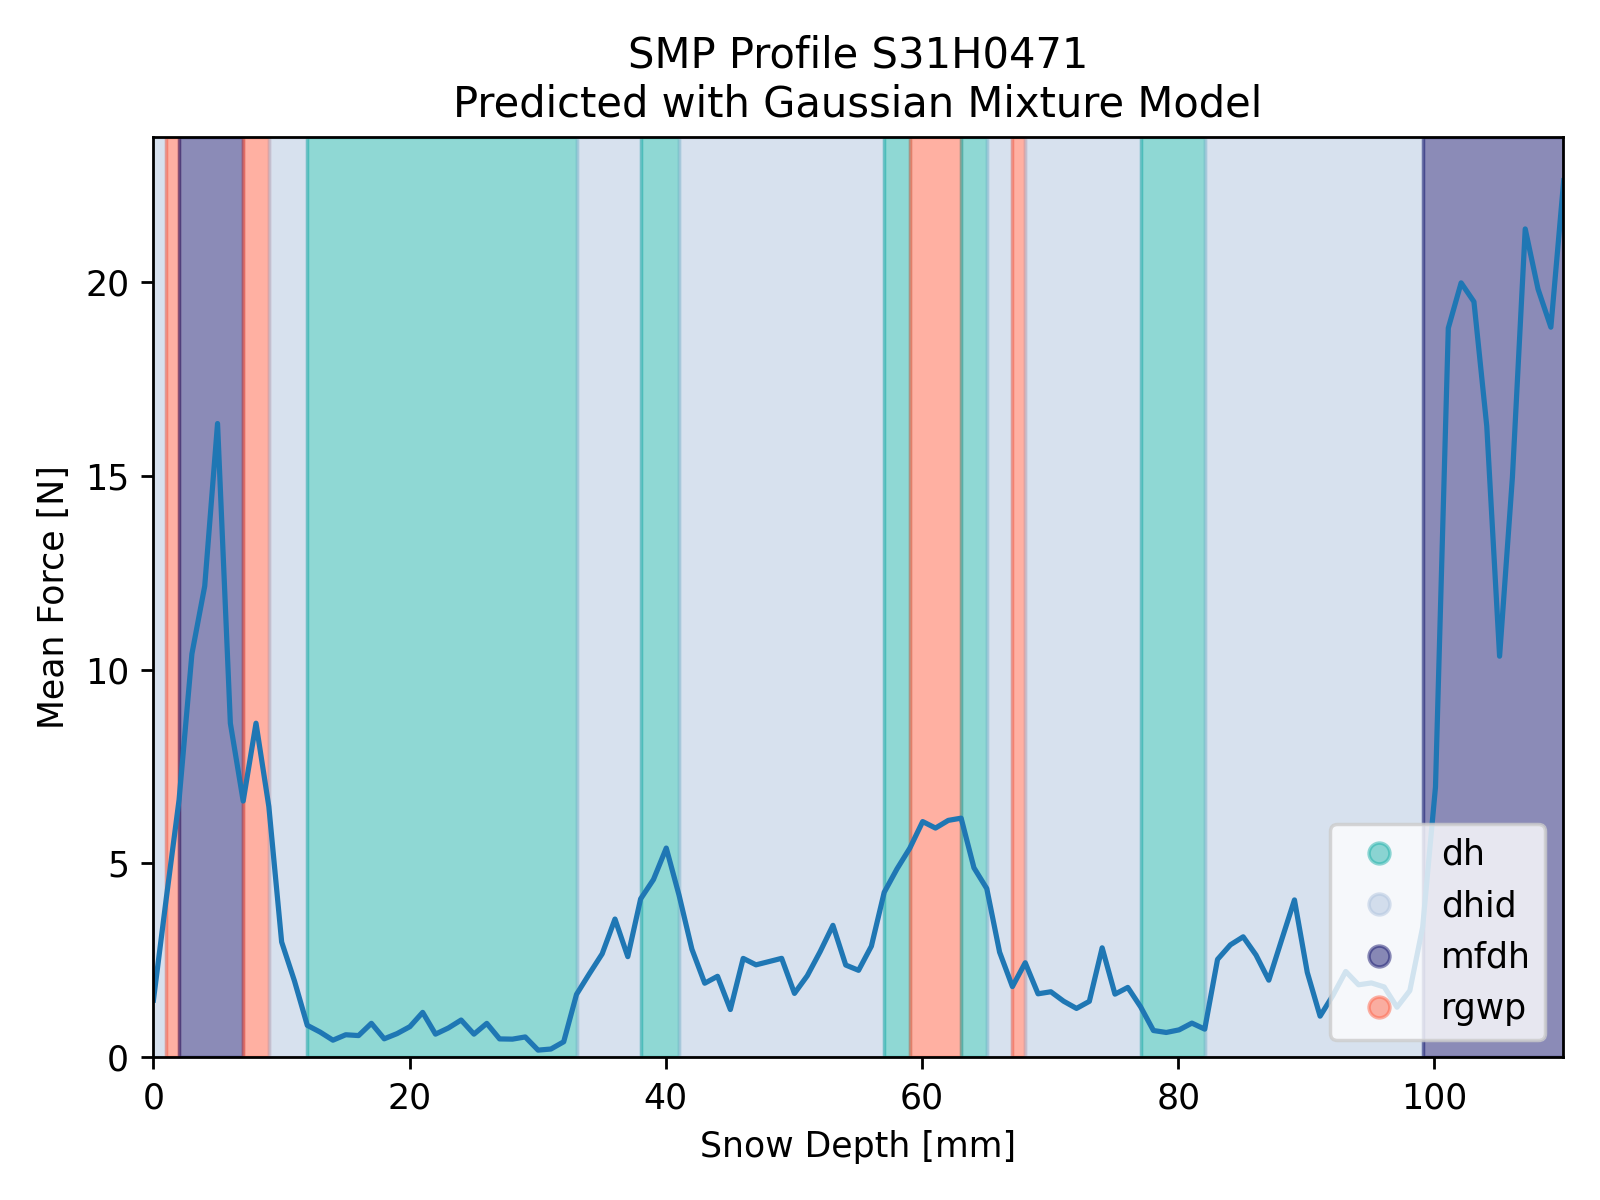 SMP Profile S31H0471
Predicted with Gaussian Mixture Model
Mean Force [N]
20
15
10
5
0
0 20 40 60 80 100
Snow Depth [mm]
dh
dhid
mfdh
rgwp